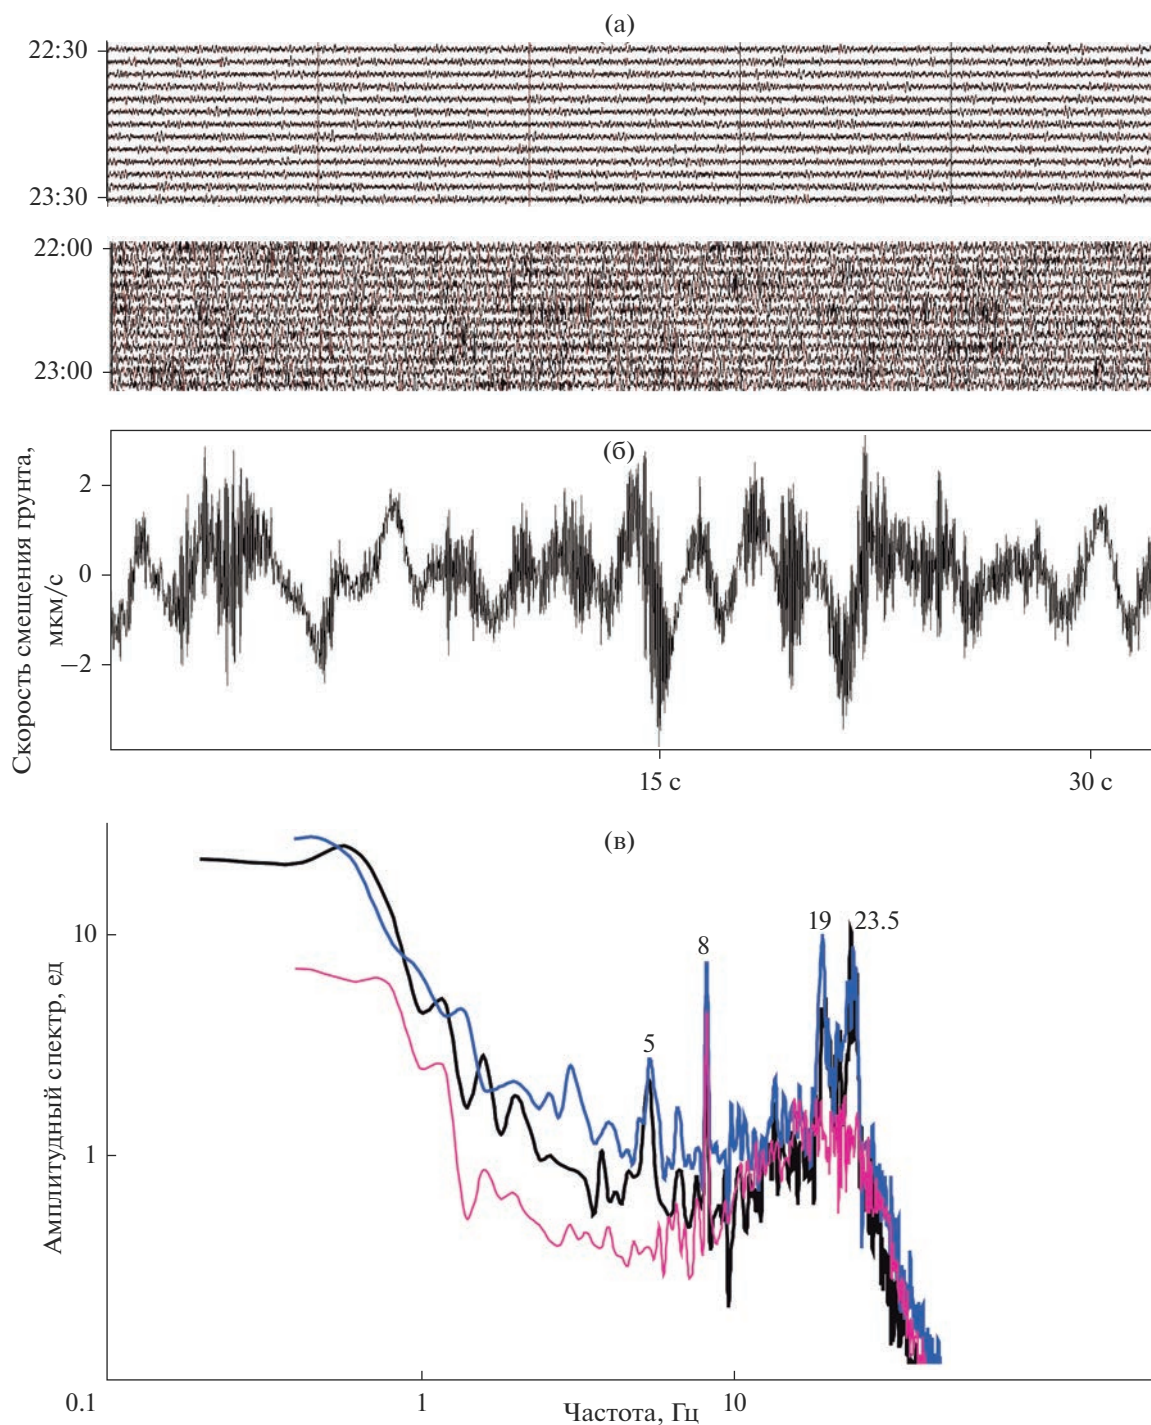 (а)
22:30
23:30
22:00
23:00
(б)
Скорость смещения грунта,
мкм/с
2
0
−2
15 с
30 с
(в)
Амплитудный спектр, ед
10
1
5
8
19
23.5
0.1
1
10
Частота, Гц